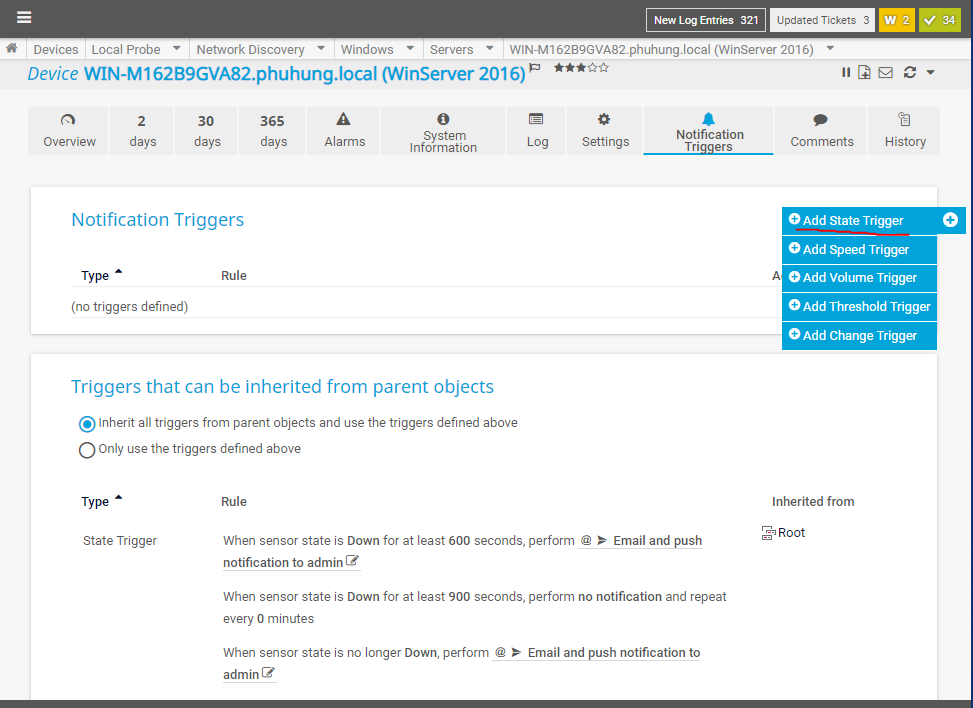 New Log Entries 321
Updated Tickets 3
W 2
34
Devices
Local Probe
Network Discovery
Windows
Servers
WIN-M162B9GVA82.phuhung.local (WinServer 2016)
Device WIN-M162B9GVA82.phuhung.local (WinServer 2016)
Overview
2
days
30
days
365
days
Alarms
System
Information
Log
Settings
Notification
Triggers
Comments
History
Notification Triggers
Add State Trigger
Add Speed Trigger
Add Volume Trigger
Add Threshold Trigger
Add Change Trigger
Type
Rule
(no triggers defined)
Triggers that can be inherited from parent objects
Inherit all triggers from parent objects and use the triggers defined above
Only use the triggers defined above
Type
Rule
Inherited from
State Trigger
When sensor state is Down for at least 600 seconds, perform @ Email and push
notification to admin
Root
When sensor state is Down for at least 900 seconds, perform no notification and repeat
every 0 minutes
When sensor state is no longer Down, perform @ Email and push notification to
admin